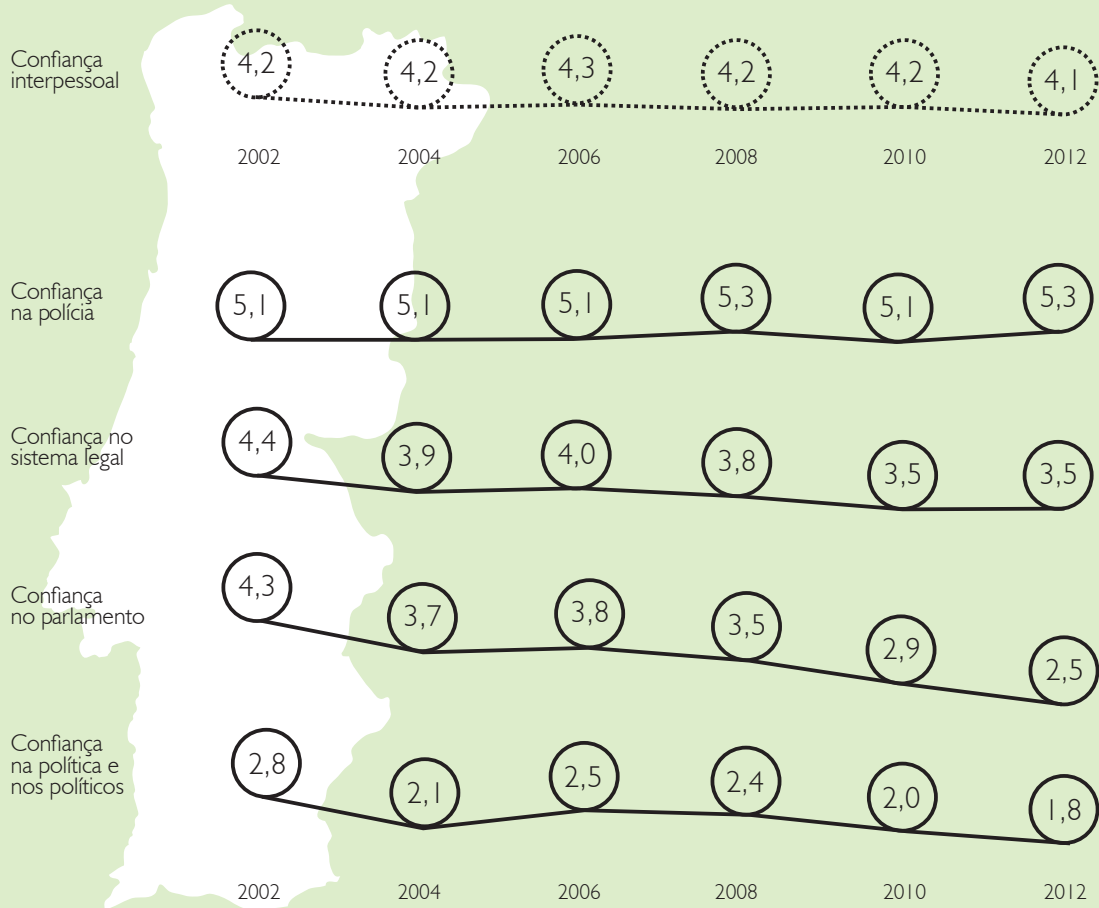 Confiança
interpessoal
4,2 4,2 4,3 4,2 4,2 4,1
2002 2004 2006 2008 2010 2012
Confiança
na polícia
5,1 5,1 5,1 5,3 5,1 5,3
Confiança no
sistema legal
4,4 3,9 4,0 3,8 3,5 3,5
Confiança
no parlamento
4,3 3,7 3,8 3,5 2,9 2,5
Confiança
na política e
nos políticos
2,8 2,1 2,5 2,4 2,0 1,8
2002 2004 2006 2008 2010 2012